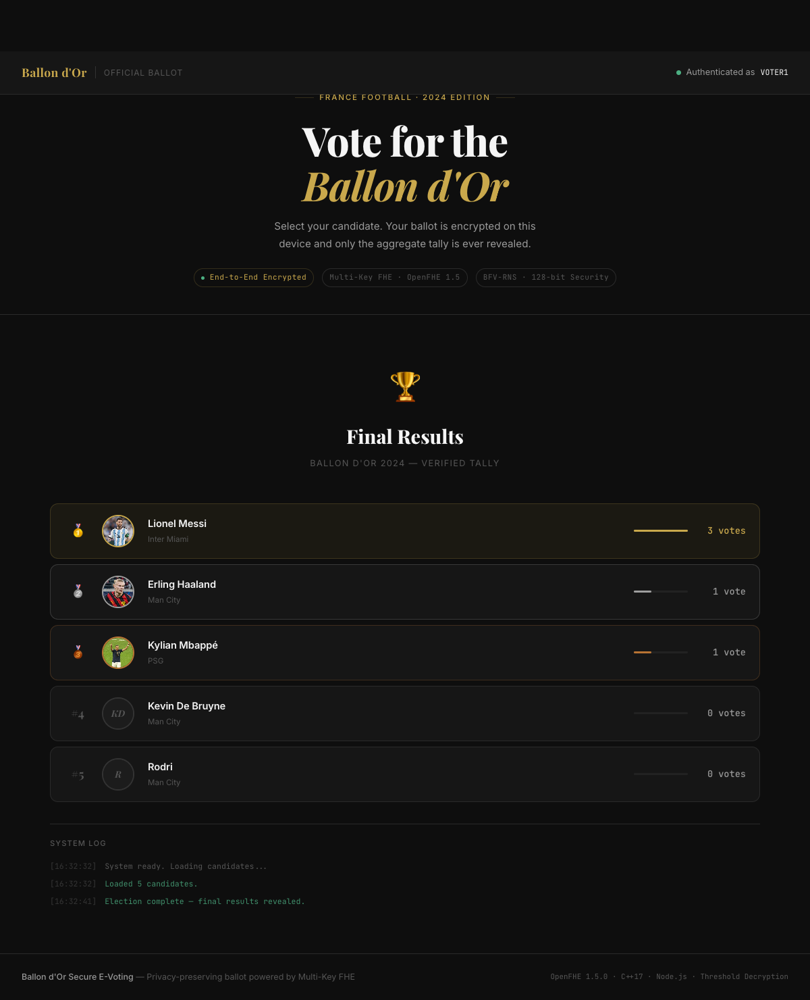 Ballon d'Or
OFFICIAL BALLOT
Authenticated as VOTER1
FRANCE FOOTBALL · 2024 EDITION
Vote for the
Ballon d'Or
Select your candidate. Your ballot is encrypted on this
device and only the aggregate tally is ever revealed.
End-to-End Encrypted
Multi-Key FHE · OpenFHE 1.5
BFV-RNS · 128-bit Security
Final Results
BALLON D'OR 2024 — VERIFIED TALLY
1
Lionel Messi
Inter Miami
3 votes
2
Erling Haaland
Man City
1 vote
3
Kylian Mbappé
PSG
1 vote
#4
KD
Kevin De Bruyne
Man City
0 votes
#5
R
Rodri
Man City
0 votes
SYSTEM LOG
[16:32:32] System ready. Loading candidates...
[16:32:32] Loaded 5 candidates.
[16:32:41] Election complete — final results revealed.
Ballon d'Or Secure E-Voting — Privacy-preserving ballot powered by Multi-Key FHE
OpenFHE 1.5.0 · C++17 · Node.js · Threshold Decryption